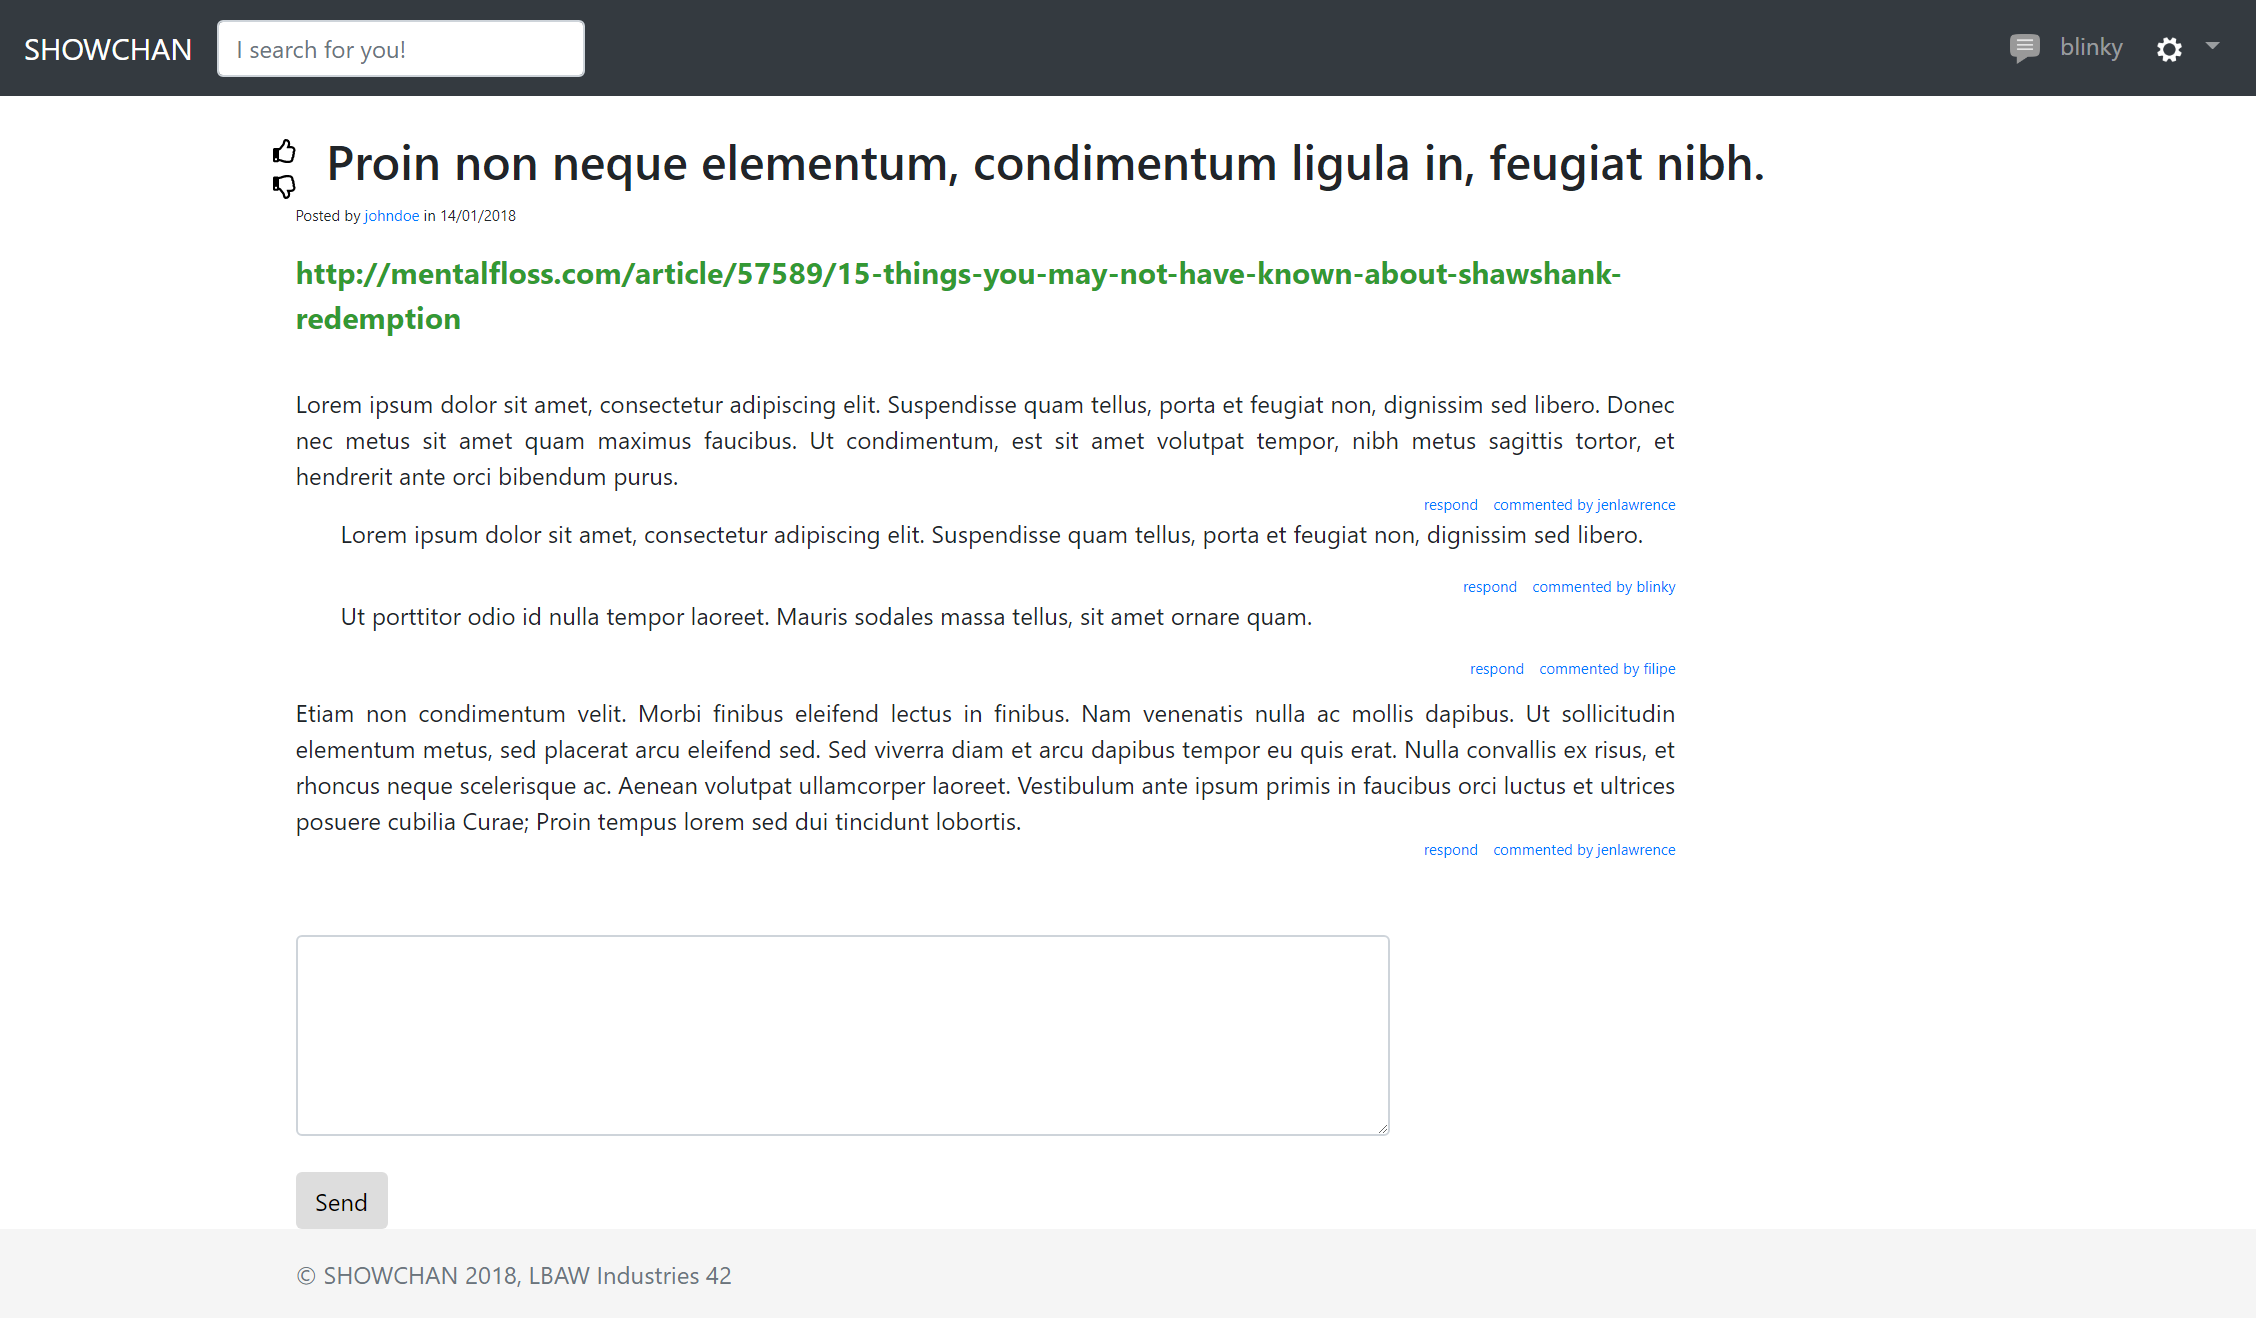 SHOWCHAN
I search for you!
blinky
Proin non neque elementum, condimentum ligula in, feugiat nibh.
Posted by johndoe in 14/01/2018
http://mentalfloss.com/article/57589/15-things-you-may-not-have-known-about-shawshank-
redemption
Lorem ipsum dolor sit amet, consectetur adipiscing elit. Suspendisse quam tellus, porta et feugiat non, dignissim sed libero. Donec
nec metus sit amet quam maximus faucibus. Ut condimentum, est sit amet volutpat tempor, nibh metus sagittis tortor, et
hendrerit ante orci bibendum purus.
respond commented by jenlawrence
Lorem ipsum dolor sit amet, consectetur adipiscing elit. Suspendisse quam tellus, porta et feugiat non, dignissim sed libero.
respond commented by blinky
Ut porttitor odio id nulla tempor laoreet. Mauris sodales massa tellus, sit amet ornare quam.
respond commented by filipe
Etiam non condimentum velit. Morbi finibus eleifend lectus in finibus. Nam venenatis nulla ac mollis dapibus. Ut sollicitudin
elementum metus, sed placerat arcu eleifend sed. Sed viverra diam et arcu dapibus tempor eu quis erat. Nulla convallis ex risus, et
rhoncus neque scelerisque ac. Aenean volutpat ullamcorper laoreet. Vestibulum ante ipsum primis in faucibus orci luctus et ultrices
posuere cubilia Curae; Proin tempus lorem sed dui tincidunt lobortis.
respond commented by jenlawrence
Send
© SHOWCHAN 2018, LBAW Industries 42